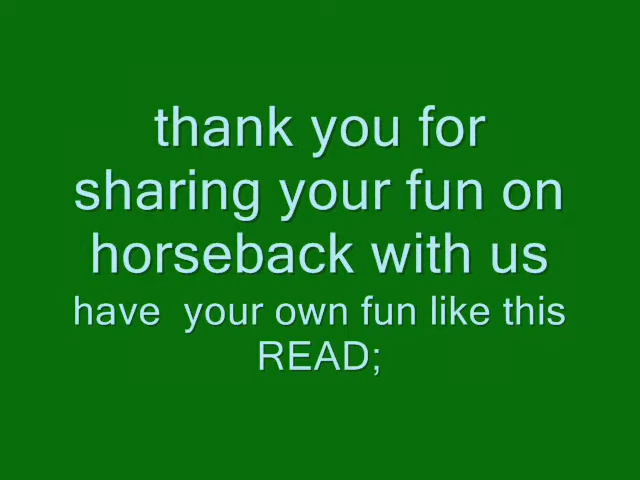 thank you for
sharing your fun on
horseback with us
have  your own fun like this
READ;